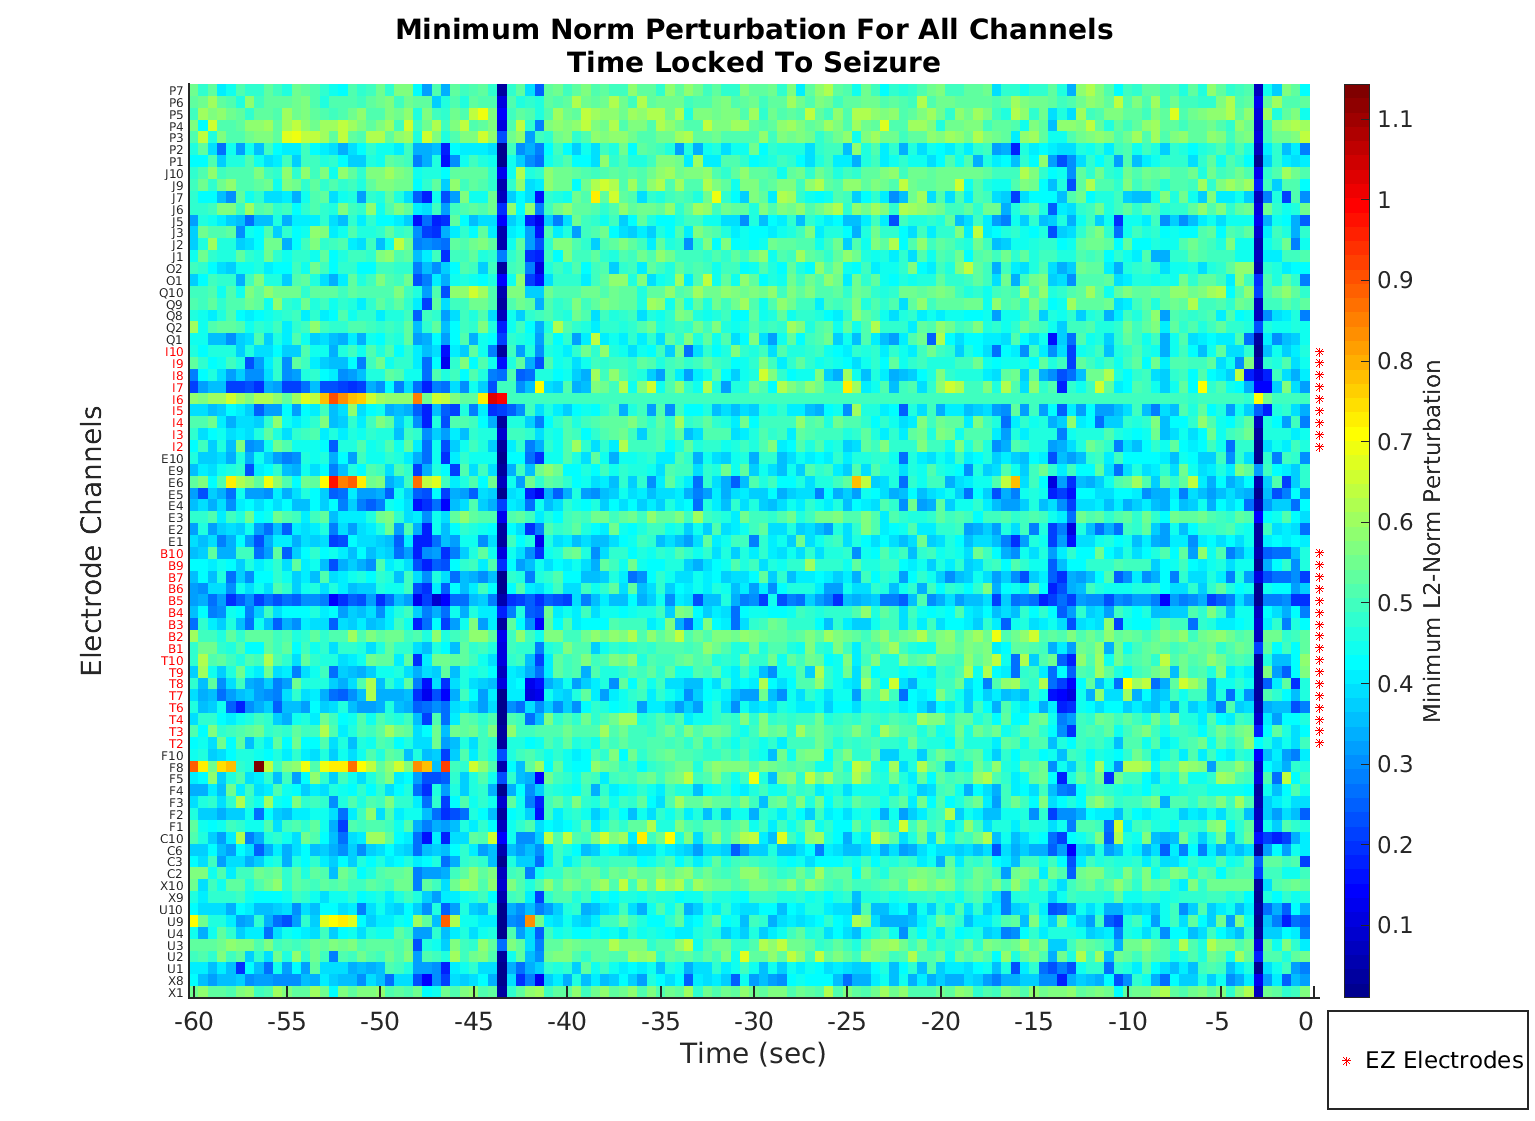 Minimum Norm Perturbation For All Channels
Time Locked To Seizure
Electrode Channels
P7
P6
P5
P4
P3
P2
P1
J10
J9
J7
J6
J5
J3
J2
J1
O2
O1
Q10
Q9
Q8
Q2
Q1
I10
I9
I8
I7
I6
I5
I4
I3
I2
E10
E9
E6
E5
E4
E3
E2
E1
B10
B9
B7
B6
B5
B4
B3
B2
B1
T10
T9
T8
T7
T6
T4
T3
T2
F10
F8
F5
F4
F3
F2
F1
C10
C6
C3
C2
X10
X9
U10
U9
U4
U3
U2
U1
X8
X1
-60 -55 -50 -45 -40 -35 -30 -25 -20 -15 -10 -5 0
Time (sec)
1.1
1
0.9
0.8
0.7
0.6
0.5
0.4
0.3
0.2
0.1
Minimum L2-Norm Perturbation
EZ Electrodes